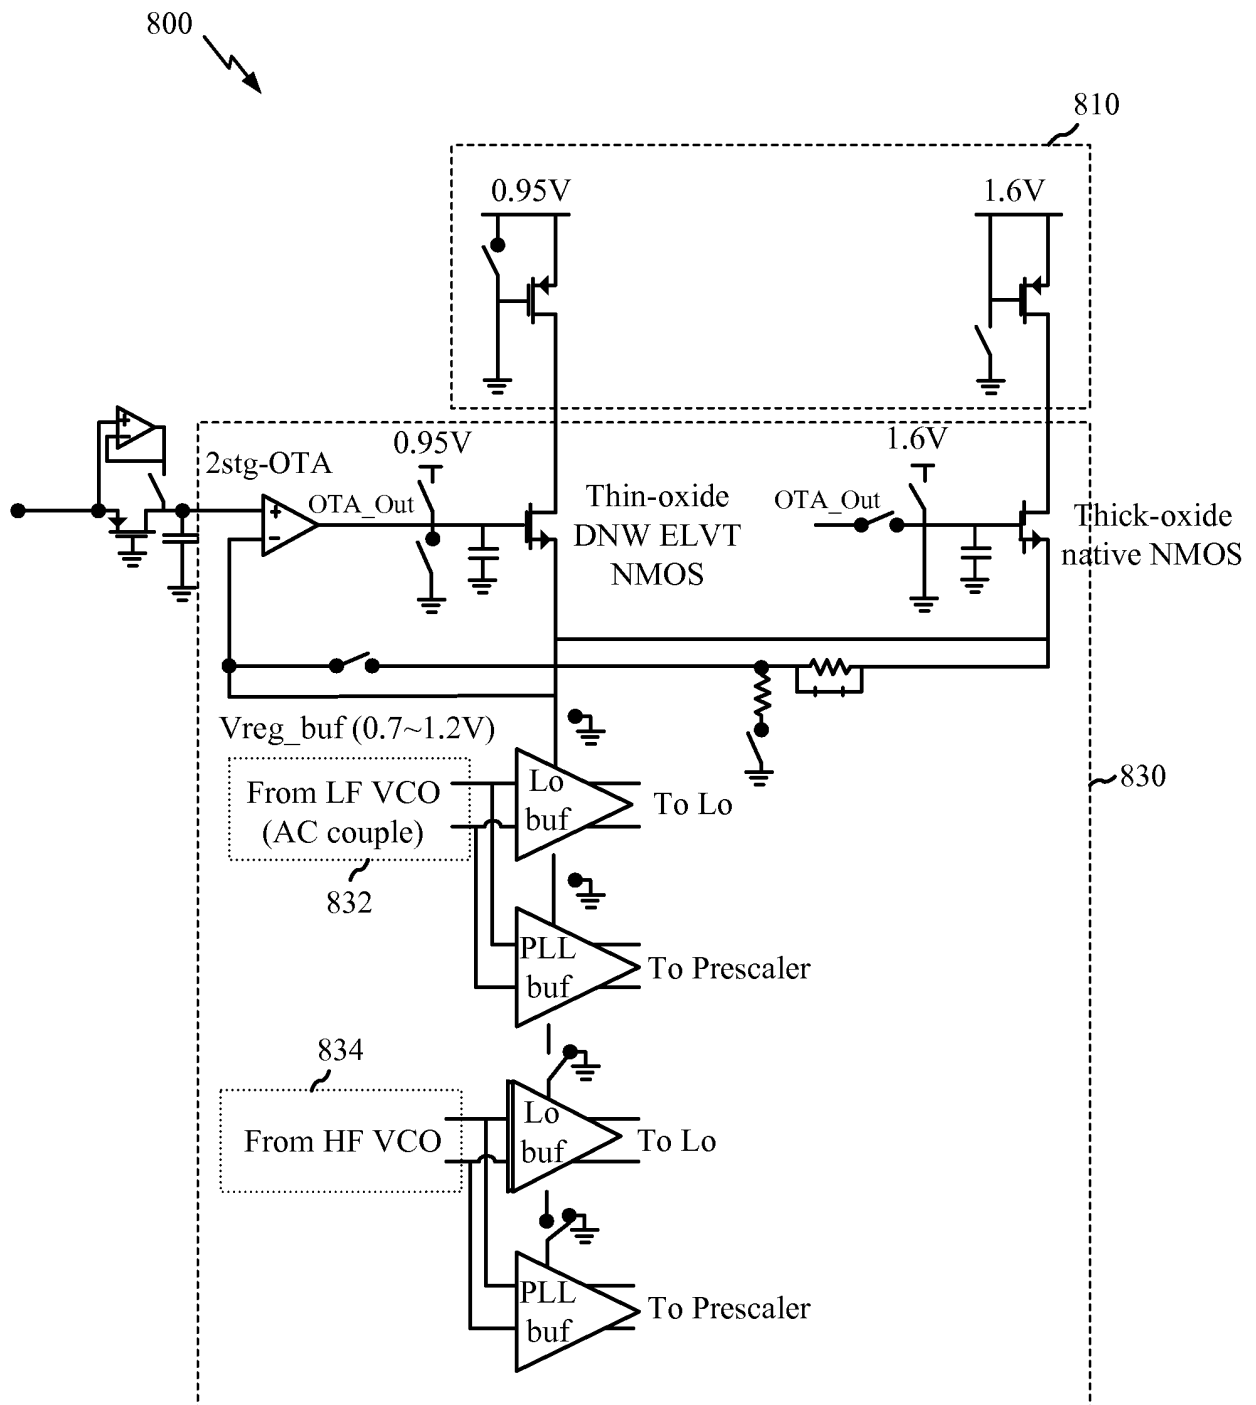 800
810
0.95V
1.6V
0.95V
1.6V
2stg-OTA
+
-
+
-
OTA_Out
OTA_Out
Thin-oxide
DNW ELVT
NMOS
Thick-oxide
native NMOS
Vreg_buf (0.7~1.2V)
From LF VCO
(AC couple)
832
Lo
buf
To Lo
830
PLL
buf
To Prescaler
834
From HF VCO
Lo
buf
To Lo
PLL
buf
To Prescaler